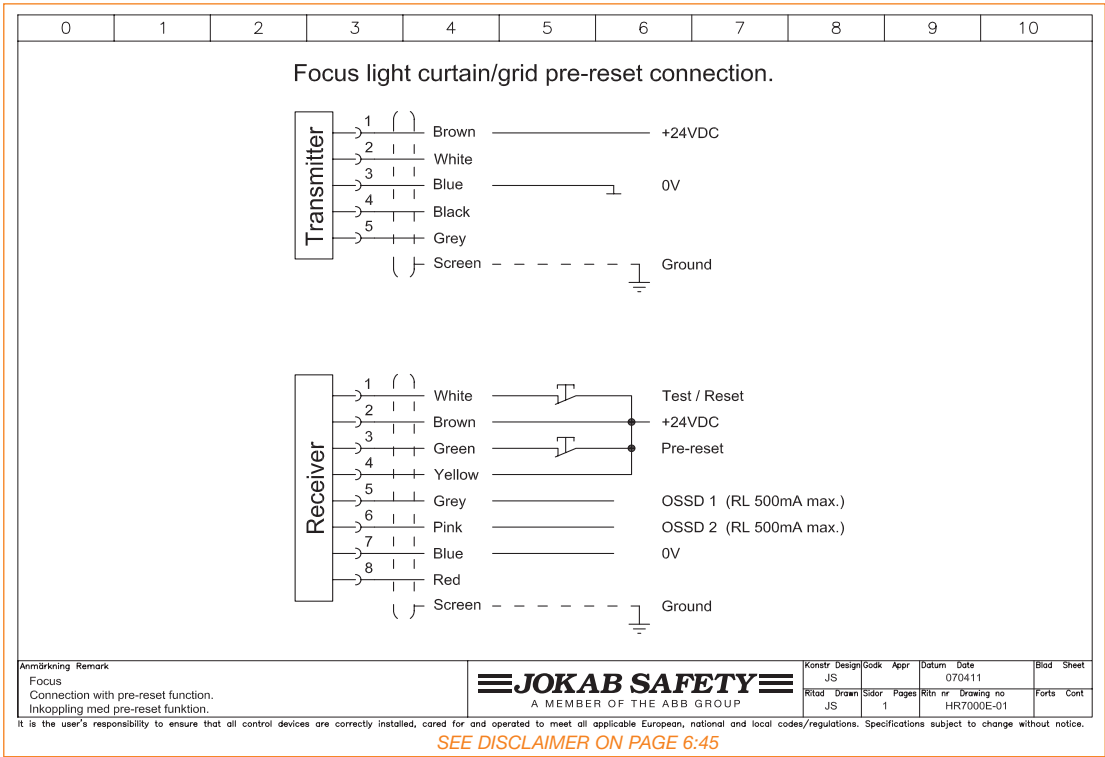 0 1 2 3 4 5 6 7 8 9 10
Focus light curtain/grid pre-reset connection.
Transmitter
1 Brown +24VDC
2 White
3 Blue 0V
4 Black
5 Grey
Screen Ground
Receiver
1 White Test / Reset
2 Brown +24VDC
3 Green Pre-reset
4 Yellow
5 Grey OSSD 1 (RL 500mA max.)
6 Pink OSSD 2 (RL 500mA max.)
7 Blue 0V
8 Red
Screen Ground
Anmärkning Remark
Focus
Connection with pre-reset function.
Inkoppling med pre-reset funktion.
JOKAB SAFETY
A MEMBER OF THE ABB GROUP
Konstr Design Godk Appr Datum Date Blad Sheet
JS 070411
Ritad Drawn Sidor Pages Ritn nr Drawing no Forts Cont
JS 1 HR7000E-01
It is the user's responsibility to ensure that all control devices are correctly installed, cared for and operated to meet all applicable European, national and local codes/regulations. Specifications subject to change without notice.
SEE DISCLAIMER ON PAGE 6:45